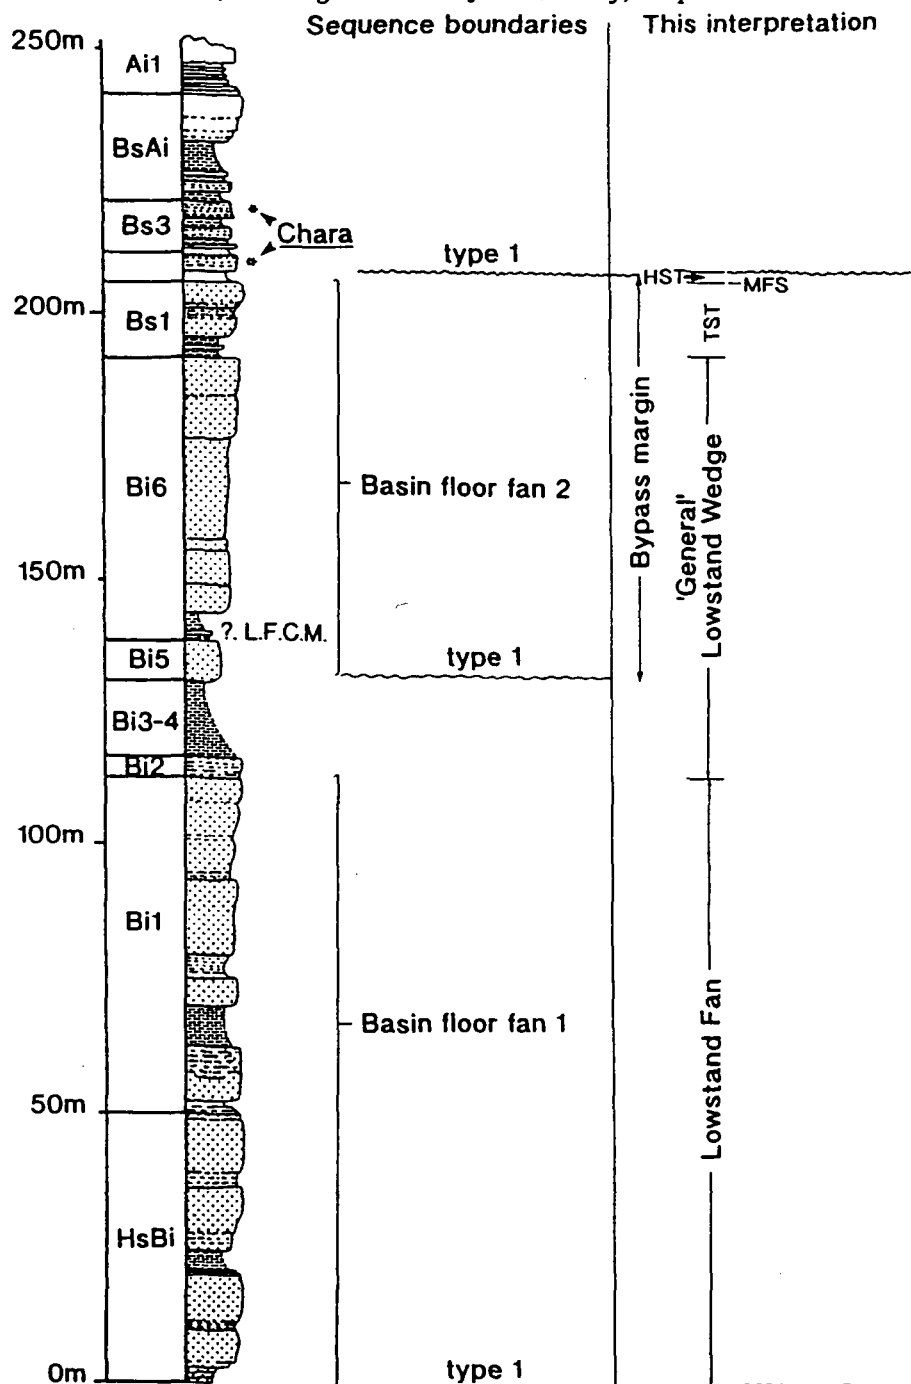 Sequence boundaries
This interpretation
250m
Ai1
BsAi
Bs3
Chara
type 1
HST
MFS
200m
Bs1
TST
Bypass margin
Bi6
Basin floor fan 2
'General'
Lowstand Wedge
150m
?. L.F.C.M.
Bi5
type 1
Bi3-4
Bi2
100m
Bi1
Basin floor fan 1
Lowstand Fan
50m
HsBi
0m
type 1